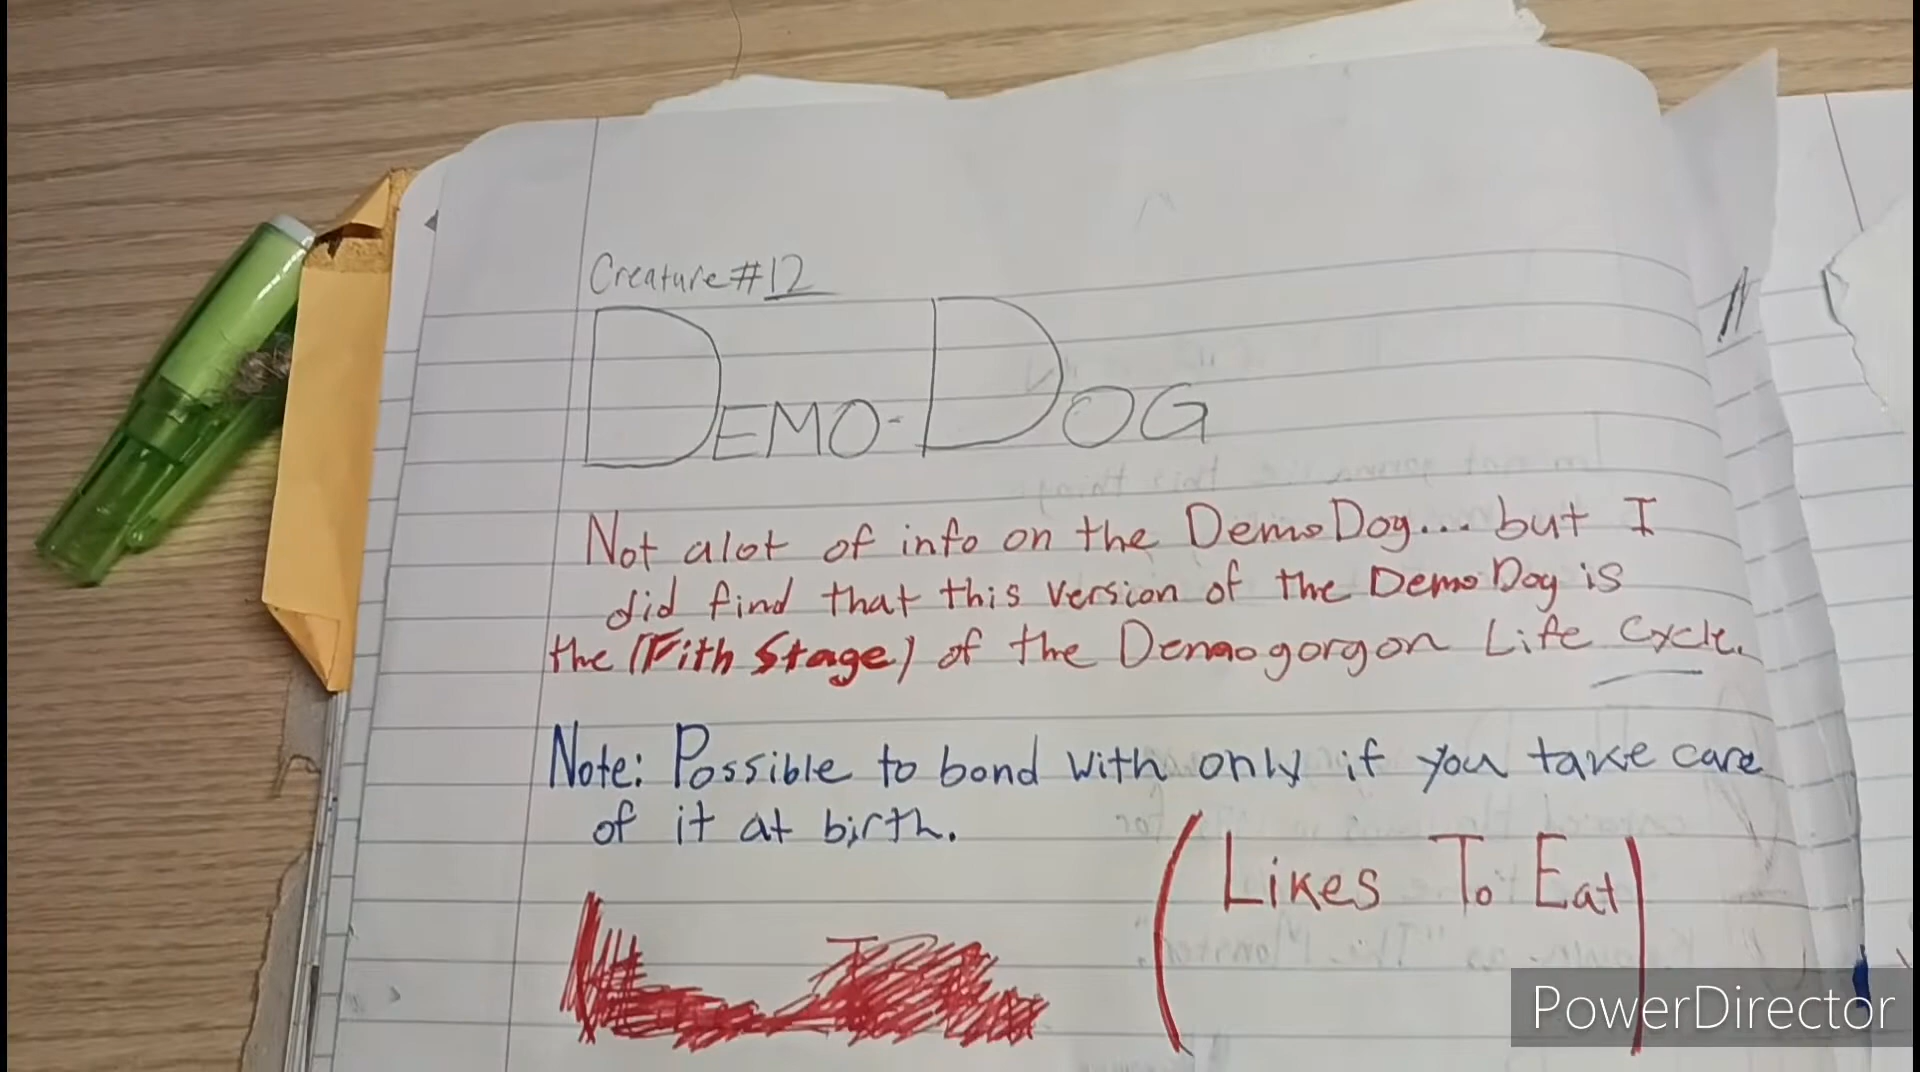 Creature #12
DEMO-DOG
Not alot of info on the DemoDog... but I
did find that this version of the DemoDog is
the (Fith Stage) of the Demogorgon Life Cycle.
Note: Possible to bond with only if you take care
of it at birth.
(Likes To Eat)
PowerDirector